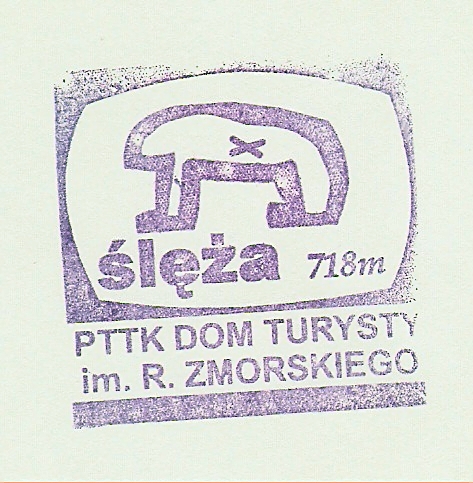 ślęża 718m
PTTK DOM TURYSTY
im. R. ZMORSKIEGO